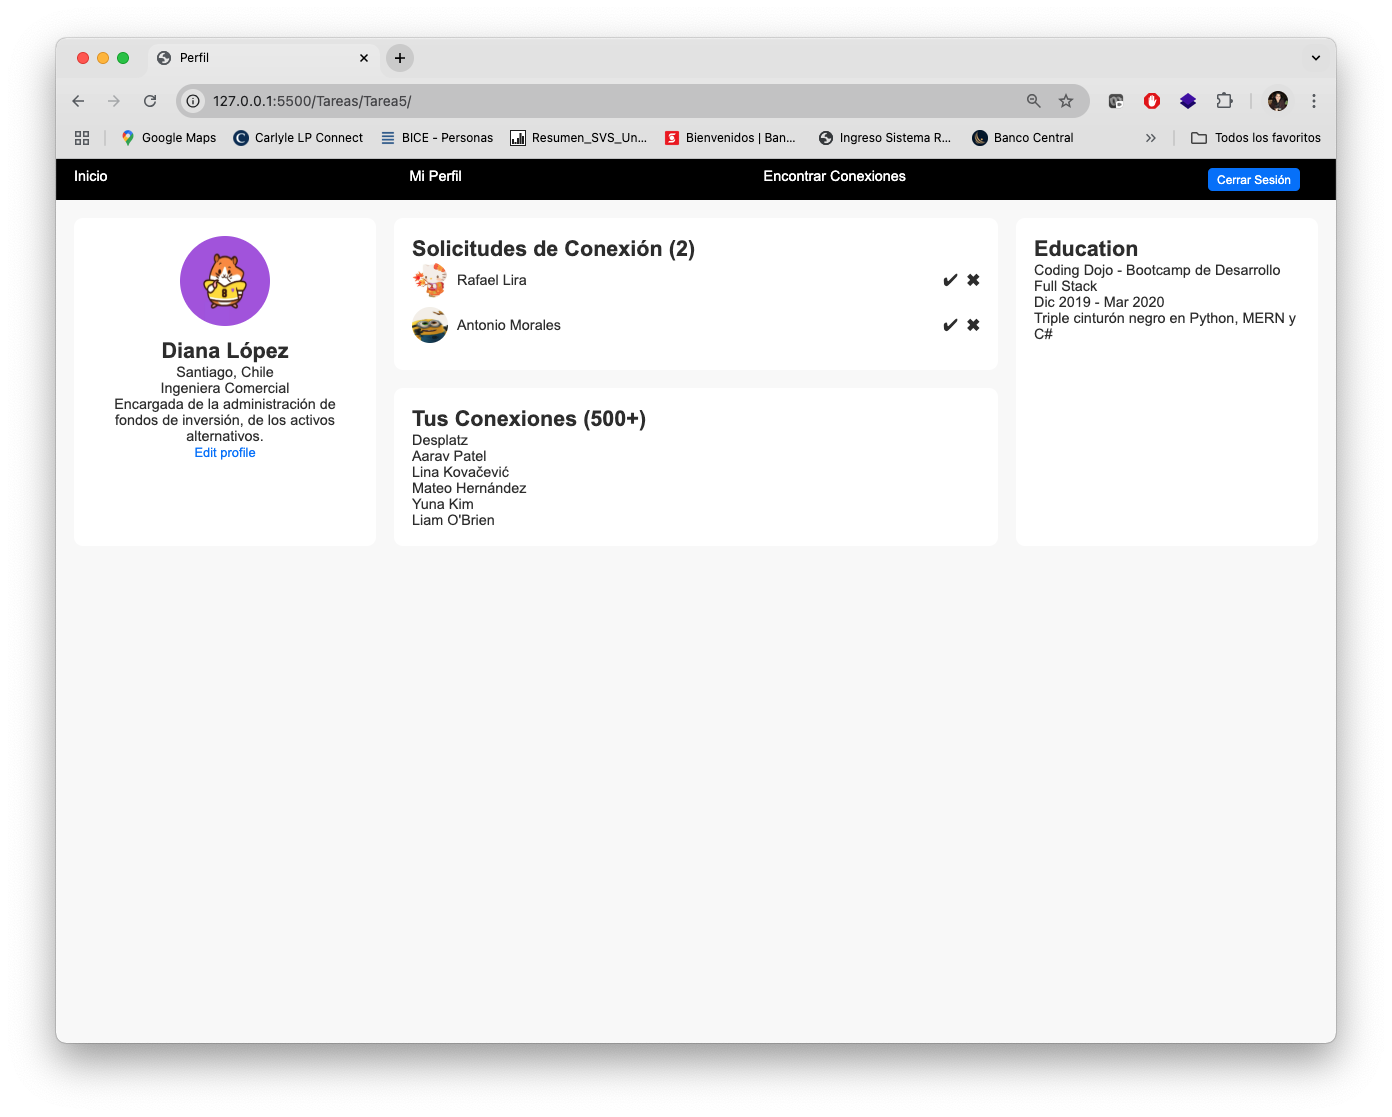 Perfil
127.0.0.1:5500/Tareas/Tarea5/
Google Maps
Carlyle LP Connect
BICE - Personas
Resumen_SVS_Un...
Bienvenidos | Ban...
Ingreso Sistema R...
Banco Central
Todos los favoritos
Inicio
Mi Perfil
Encontrar Conexiones
Cerrar Sesión
Diana López
Santiago, Chile
Ingeniera Comercial
Encargada de la administración de
fondos de inversión, de los activos
alternativos.
Edit profile
Solicitudes de Conexión (2)
Rafael Lira
Antonio Morales
Tus Conexiones (500+)
Desplatz
Aarav Patel
Lina Kovačević
Mateo Hernández
Yuna Kim
Liam O'Brien
Education
Coding Dojo - Bootcamp de Desarrollo
Full Stack
Dic 2019 - Mar 2020
Triple cinturón negro en Python, MERN y
C#